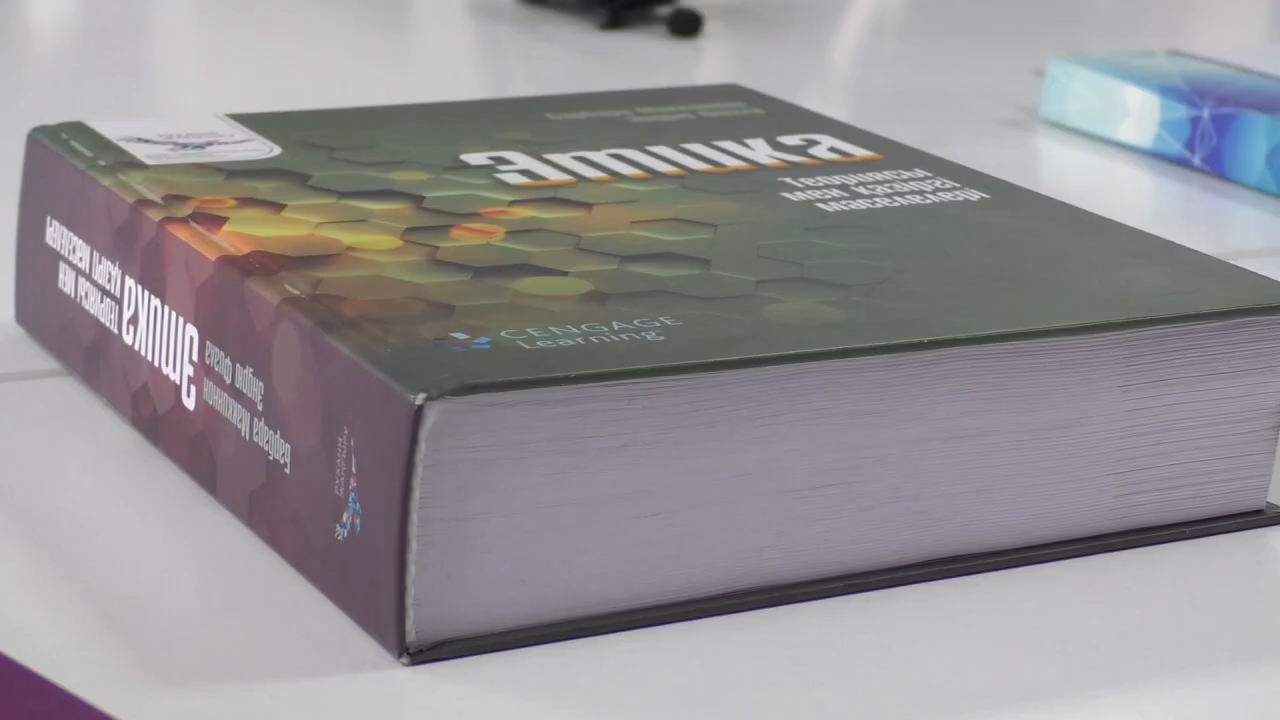 Этика
Теориясы
мен қазіргі
мәселелері
CENGAGE
Learning
Барбара Маккиннон
Эндрю Фиала
Этика
ТЕОРИЯСЫ МЕН
ҚАЗІРГІ МӘСЕЛЕЛЕРІ